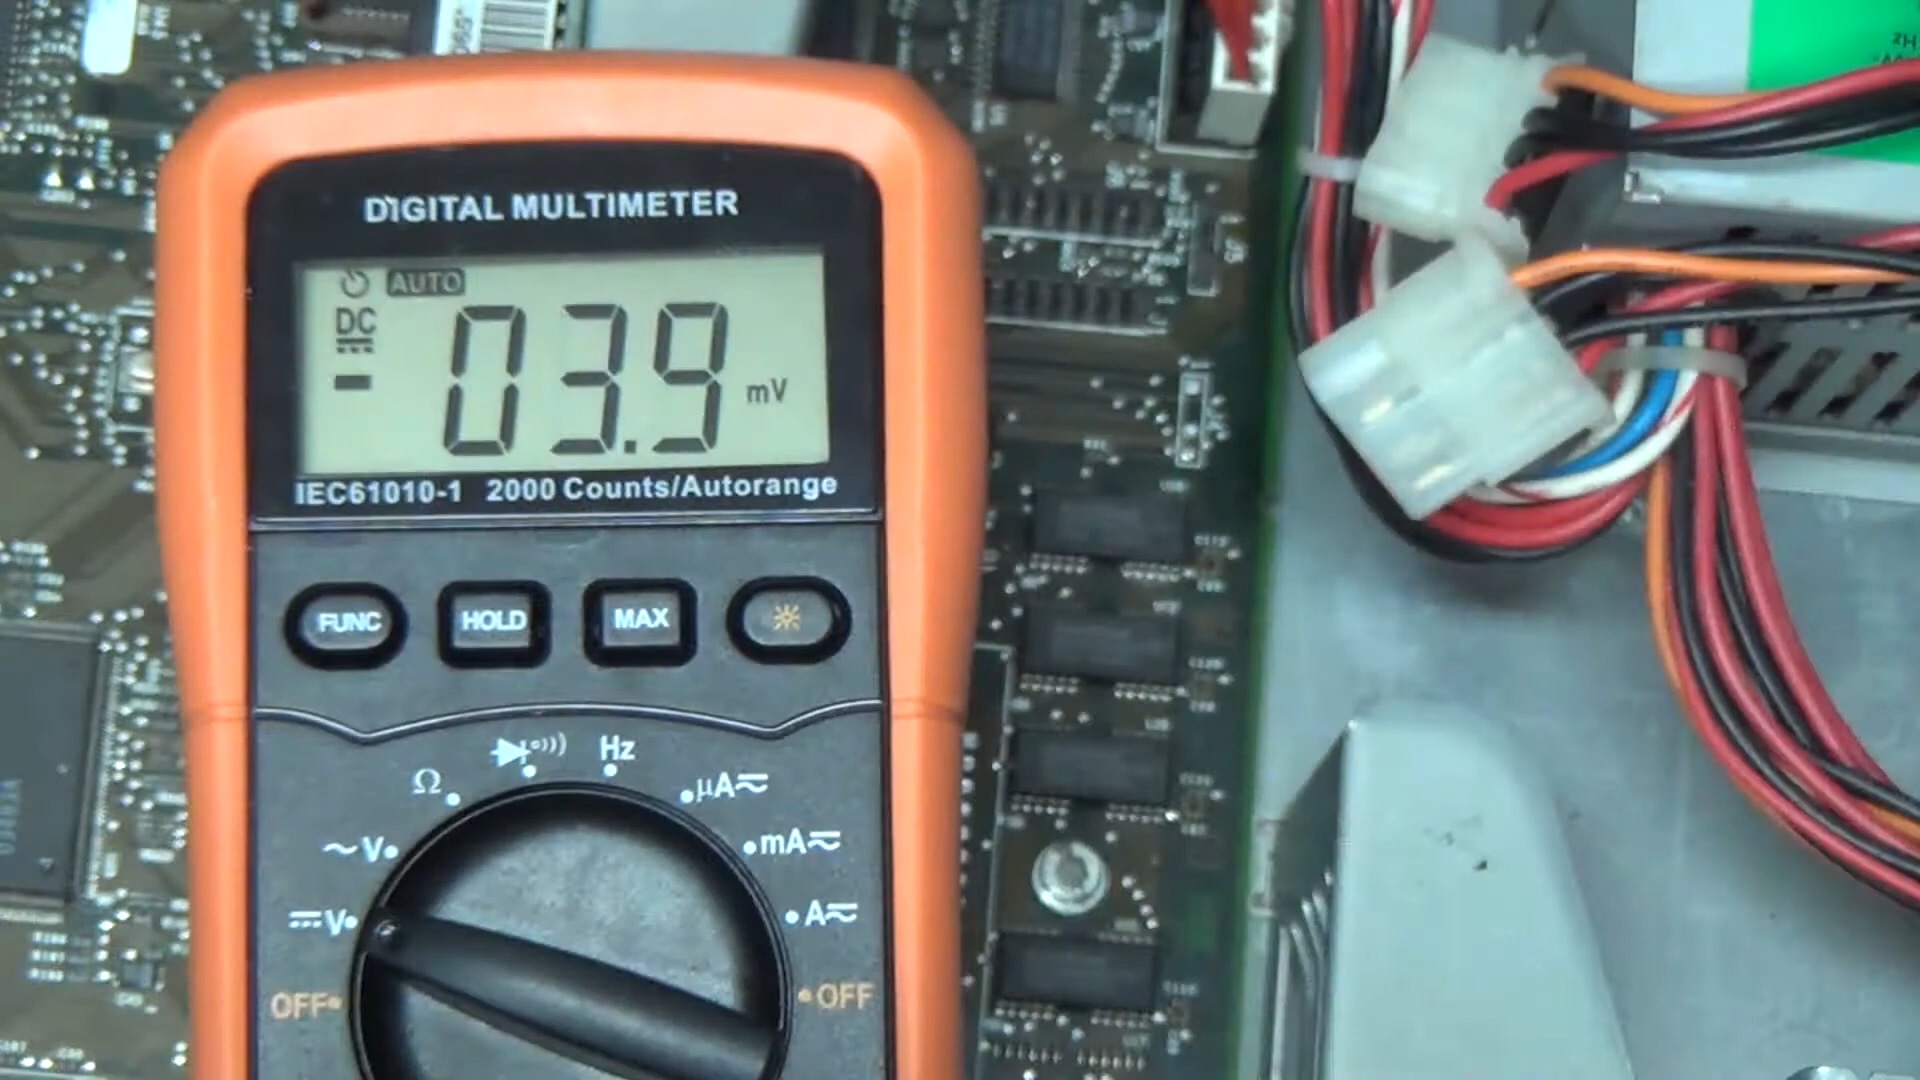 DIGITAL MULTIMETER
AUTO
DC
- 03.9 mV
IEC61010-1 2000 Counts/Autorange
FUNC HOLD MAX
Hz
Ω µA
~V mA
V A
OFF OFF